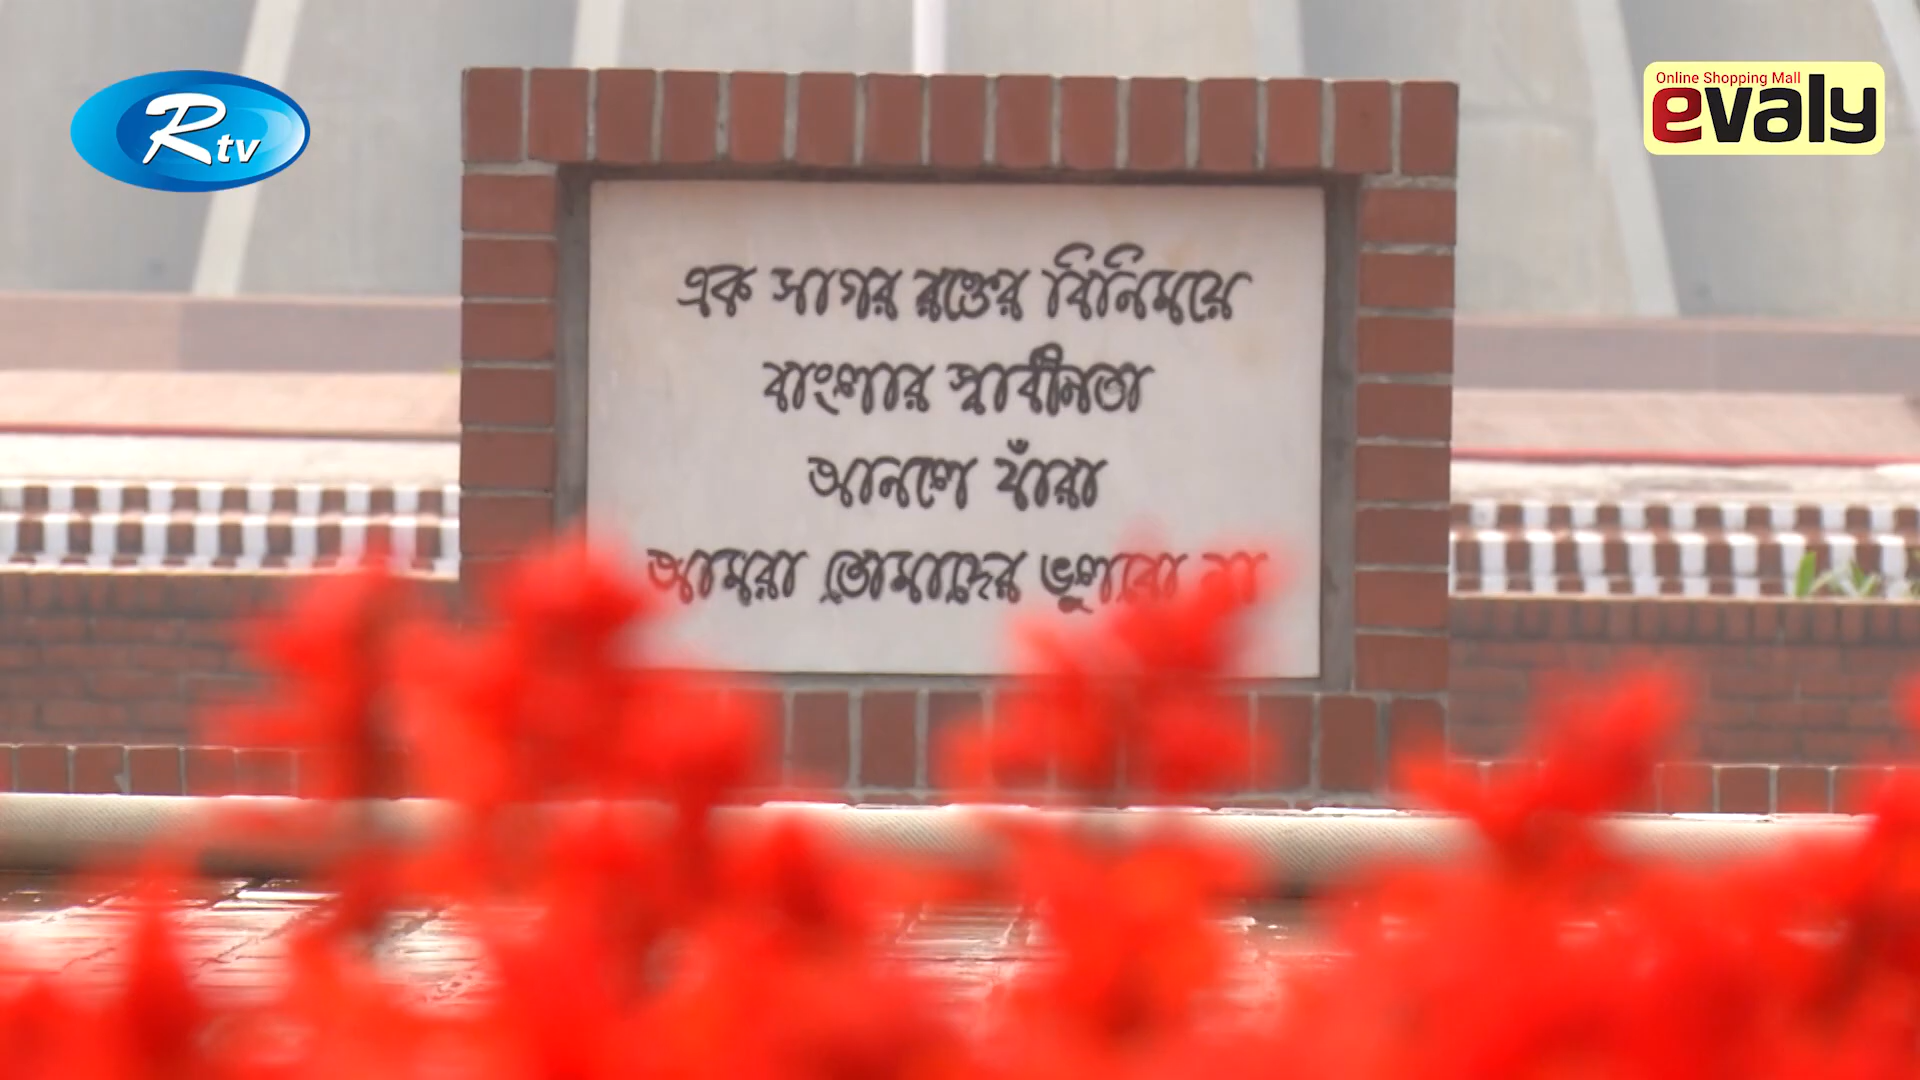 Rtv
Online Shopping Mall
evaly
এক সাগর রক্তের বিনিময়ে
বাংলার স্বাধীনতা
আনলে যাঁরা
আমরা তোমাদের ভুলবো না